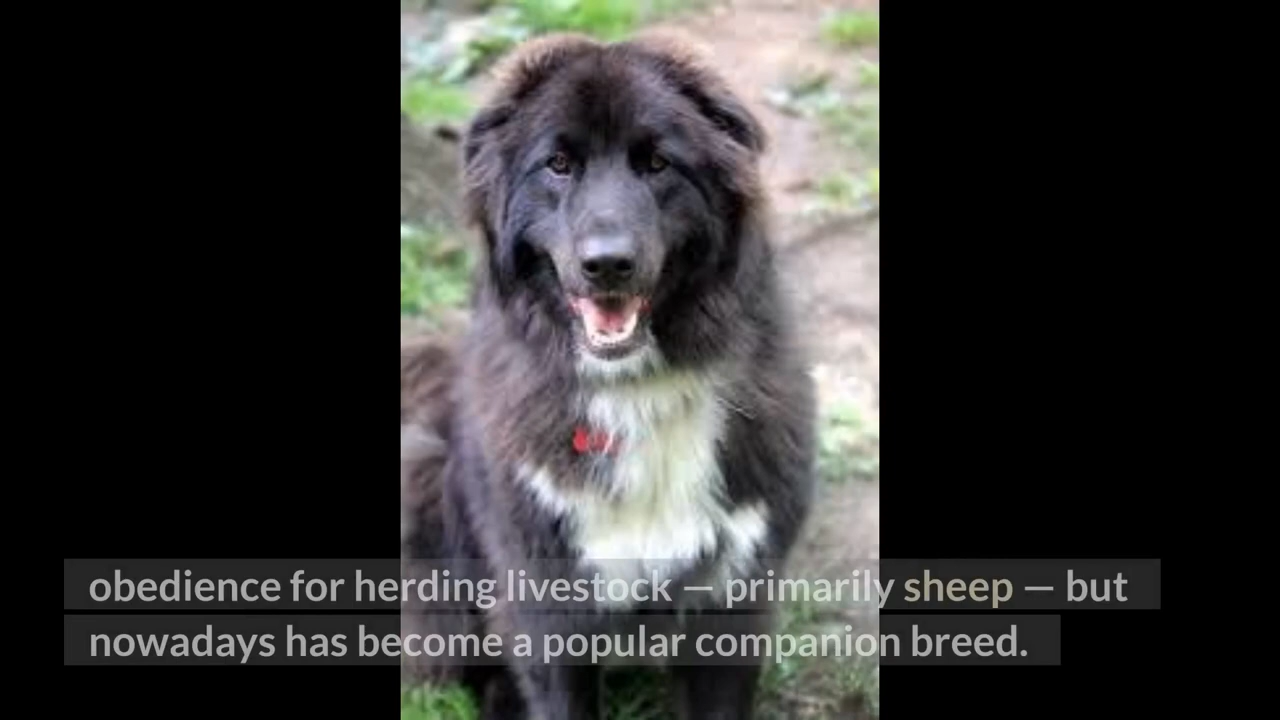 obedience for herding livestock — primarily sheep — but
nowadays has become a popular companion breed.